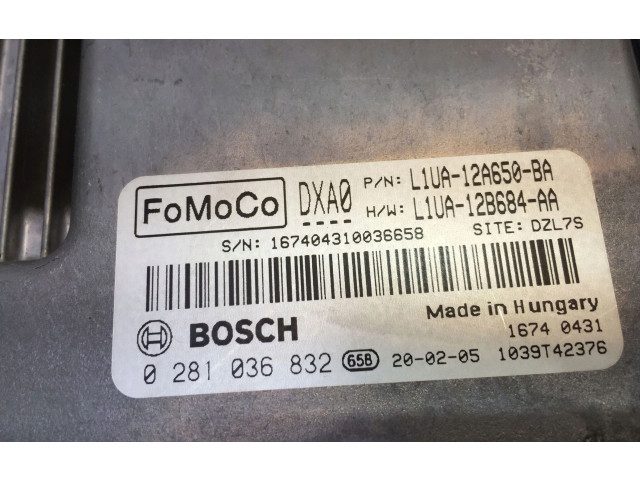 FoMoCo DXA0 P/N: L1UA-12A650-BA
H/W: L1UA-12B684-AA
S/N: 167404310036658 SITE: DZL7S
Made in Hungary
BOSCH 1674 0431
0 281 036 832 65B 20-02-05 1039T42376